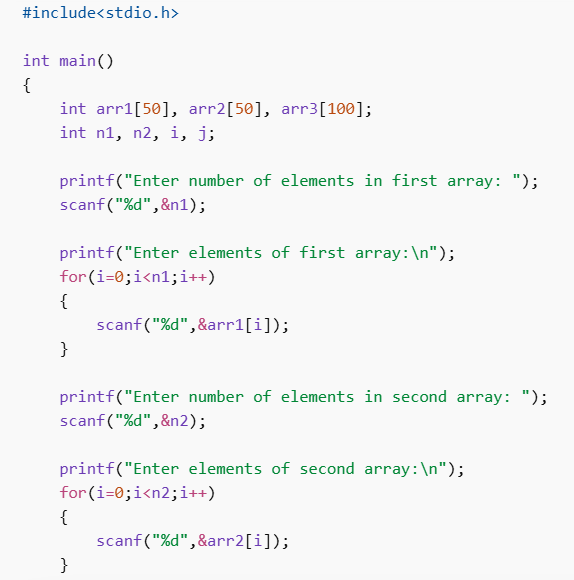 #include<stdio.h>
int main()
{
    int arr1[50], arr2[50], arr3[100];
    int n1, n2, i, j;
    printf("Enter number of elements in first array: ");
    scanf("%d",&n1);
    printf("Enter elements of first array:\n");
    for(i=0;i<n1;i++)
    {
        scanf("%d",&arr1[i]);
    }
    printf("Enter number of elements in second array: ");
    scanf("%d",&n2);
    printf("Enter elements of second array:\n");
    for(i=0;i<n2;i++)
    {
        scanf("%d",&arr2[i]);
    }